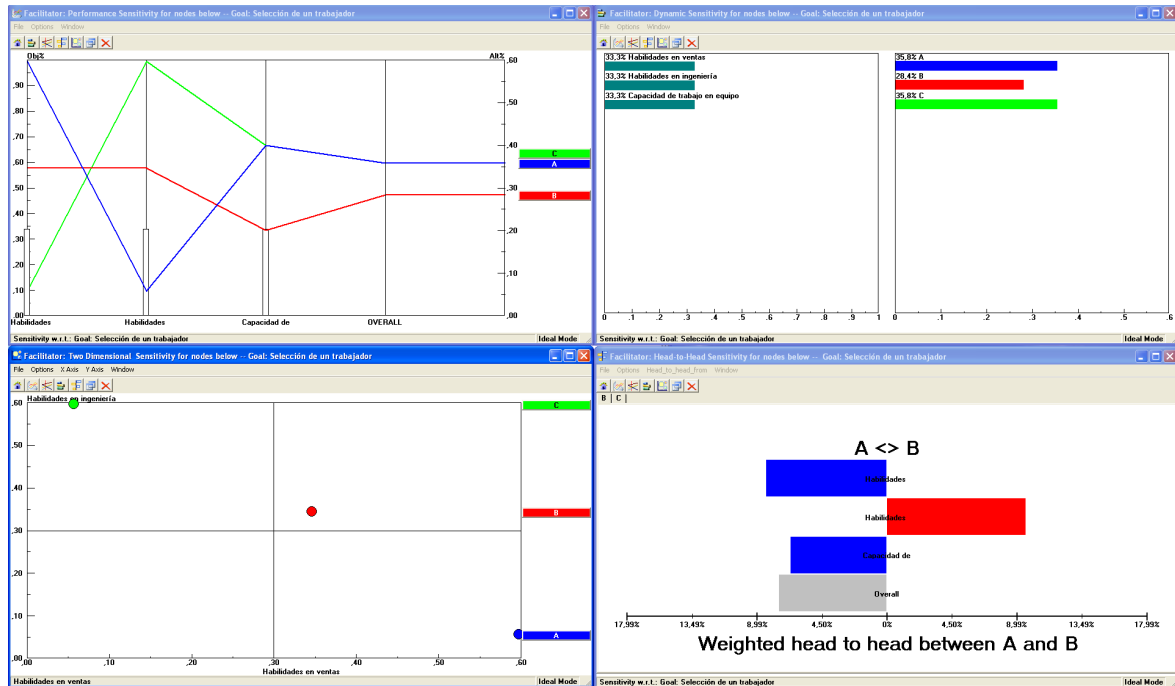 Facilitator: Performance Sensitivity for nodes below -- Goal: Selección de un trabajador
File Options Window
Obj% Alt%
,90
,80
,70
,60
,50
,40
,30
,20
,10
,00
,60
,50
,40
,30
,20
,10
,00
C
A
B
Habilidades Habilidades Capacidad de OVERALL
Sensitivity w.r.t.: Goal: Selección de un trabajador Ideal Mode
Facilitator: Dynamic Sensitivity for nodes below -- Goal: Selección de un trabajador
File Options Window
33,3% Habilidades en ventas
33,3% Habilidades en ingeniería
33,3% Capacidad de trabajo en equipo
35,8% A
28,4% B
35,8% C
0 .1 .2 .3 .4 .5 .6 .7 .8 .9 1
0 .1 .2 .3 .4 .5 .6
Sensitivity w.r.t.: Goal: Selección de un trabajador Ideal Mode
Facilitator: Two Dimensional Sensitivity for nodes below -- Goal: Selección de un trabajador
File Options X Axis Y Axis Window
Habilidades en ingeniería
,60
,50
,40
,30
,20
,10
,00
C
B
A
,00 ,10 ,20 ,30 ,40 ,50 ,60
Habilidades en ventas
Habilidades en ventas Ideal Mode
Facilitator: Head-to-Head Sensitivity for nodes below -- Goal: Selección de un trabajador
File Options Head_to_head_from Window
B | C |
A <> B
Habilidades
Habilidades
Capacidad de
Overall
17,99% 13,49% 8,99% 4,50% 0% 4,50% 8,99% 13,49% 17,99%
Weighted head to head between A and B
Sensitivity w.r.t.: Goal: Selección de un trabajador Ideal Mode